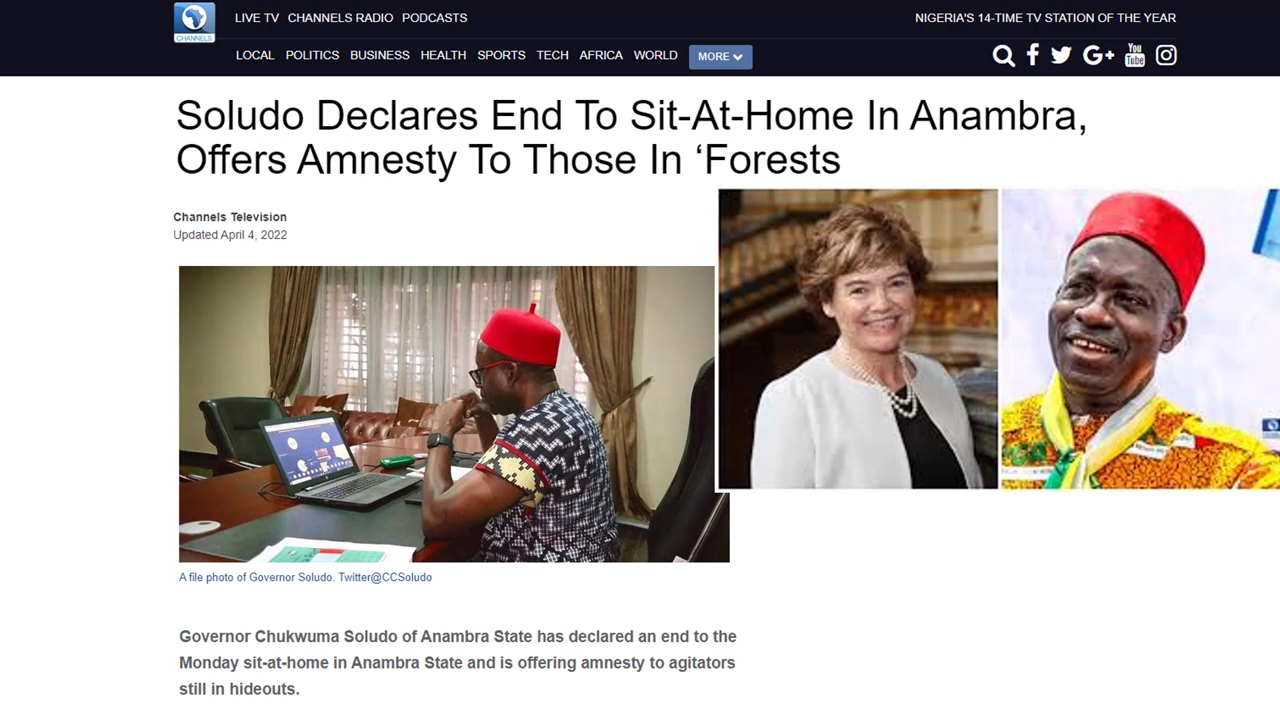 LIVE TV CHANNELS RADIO PODCASTS
NIGERIA'S 14-TIME TV STATION OF THE YEAR
CHANNELS
LOCAL POLITICS BUSINESS HEALTH SPORTS TECH AFRICA WORLD MORE
You
Tube
Soludo Declares End To Sit-At-Home In Anambra,
Offers Amnesty To Those In ‘Forests
Channels Television
Updated April 4, 2022
A file photo of Governor Soludo. Twitter@CCSoludo
Governor Chukwuma Soludo of Anambra State has declared an end to the
Monday sit-at-home in Anambra State and is offering amnesty to agitators
still in hideouts.